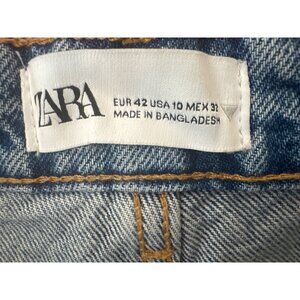 ZARA
EUR 42 USA 10 MEX 32
MADE IN BANGLADESH